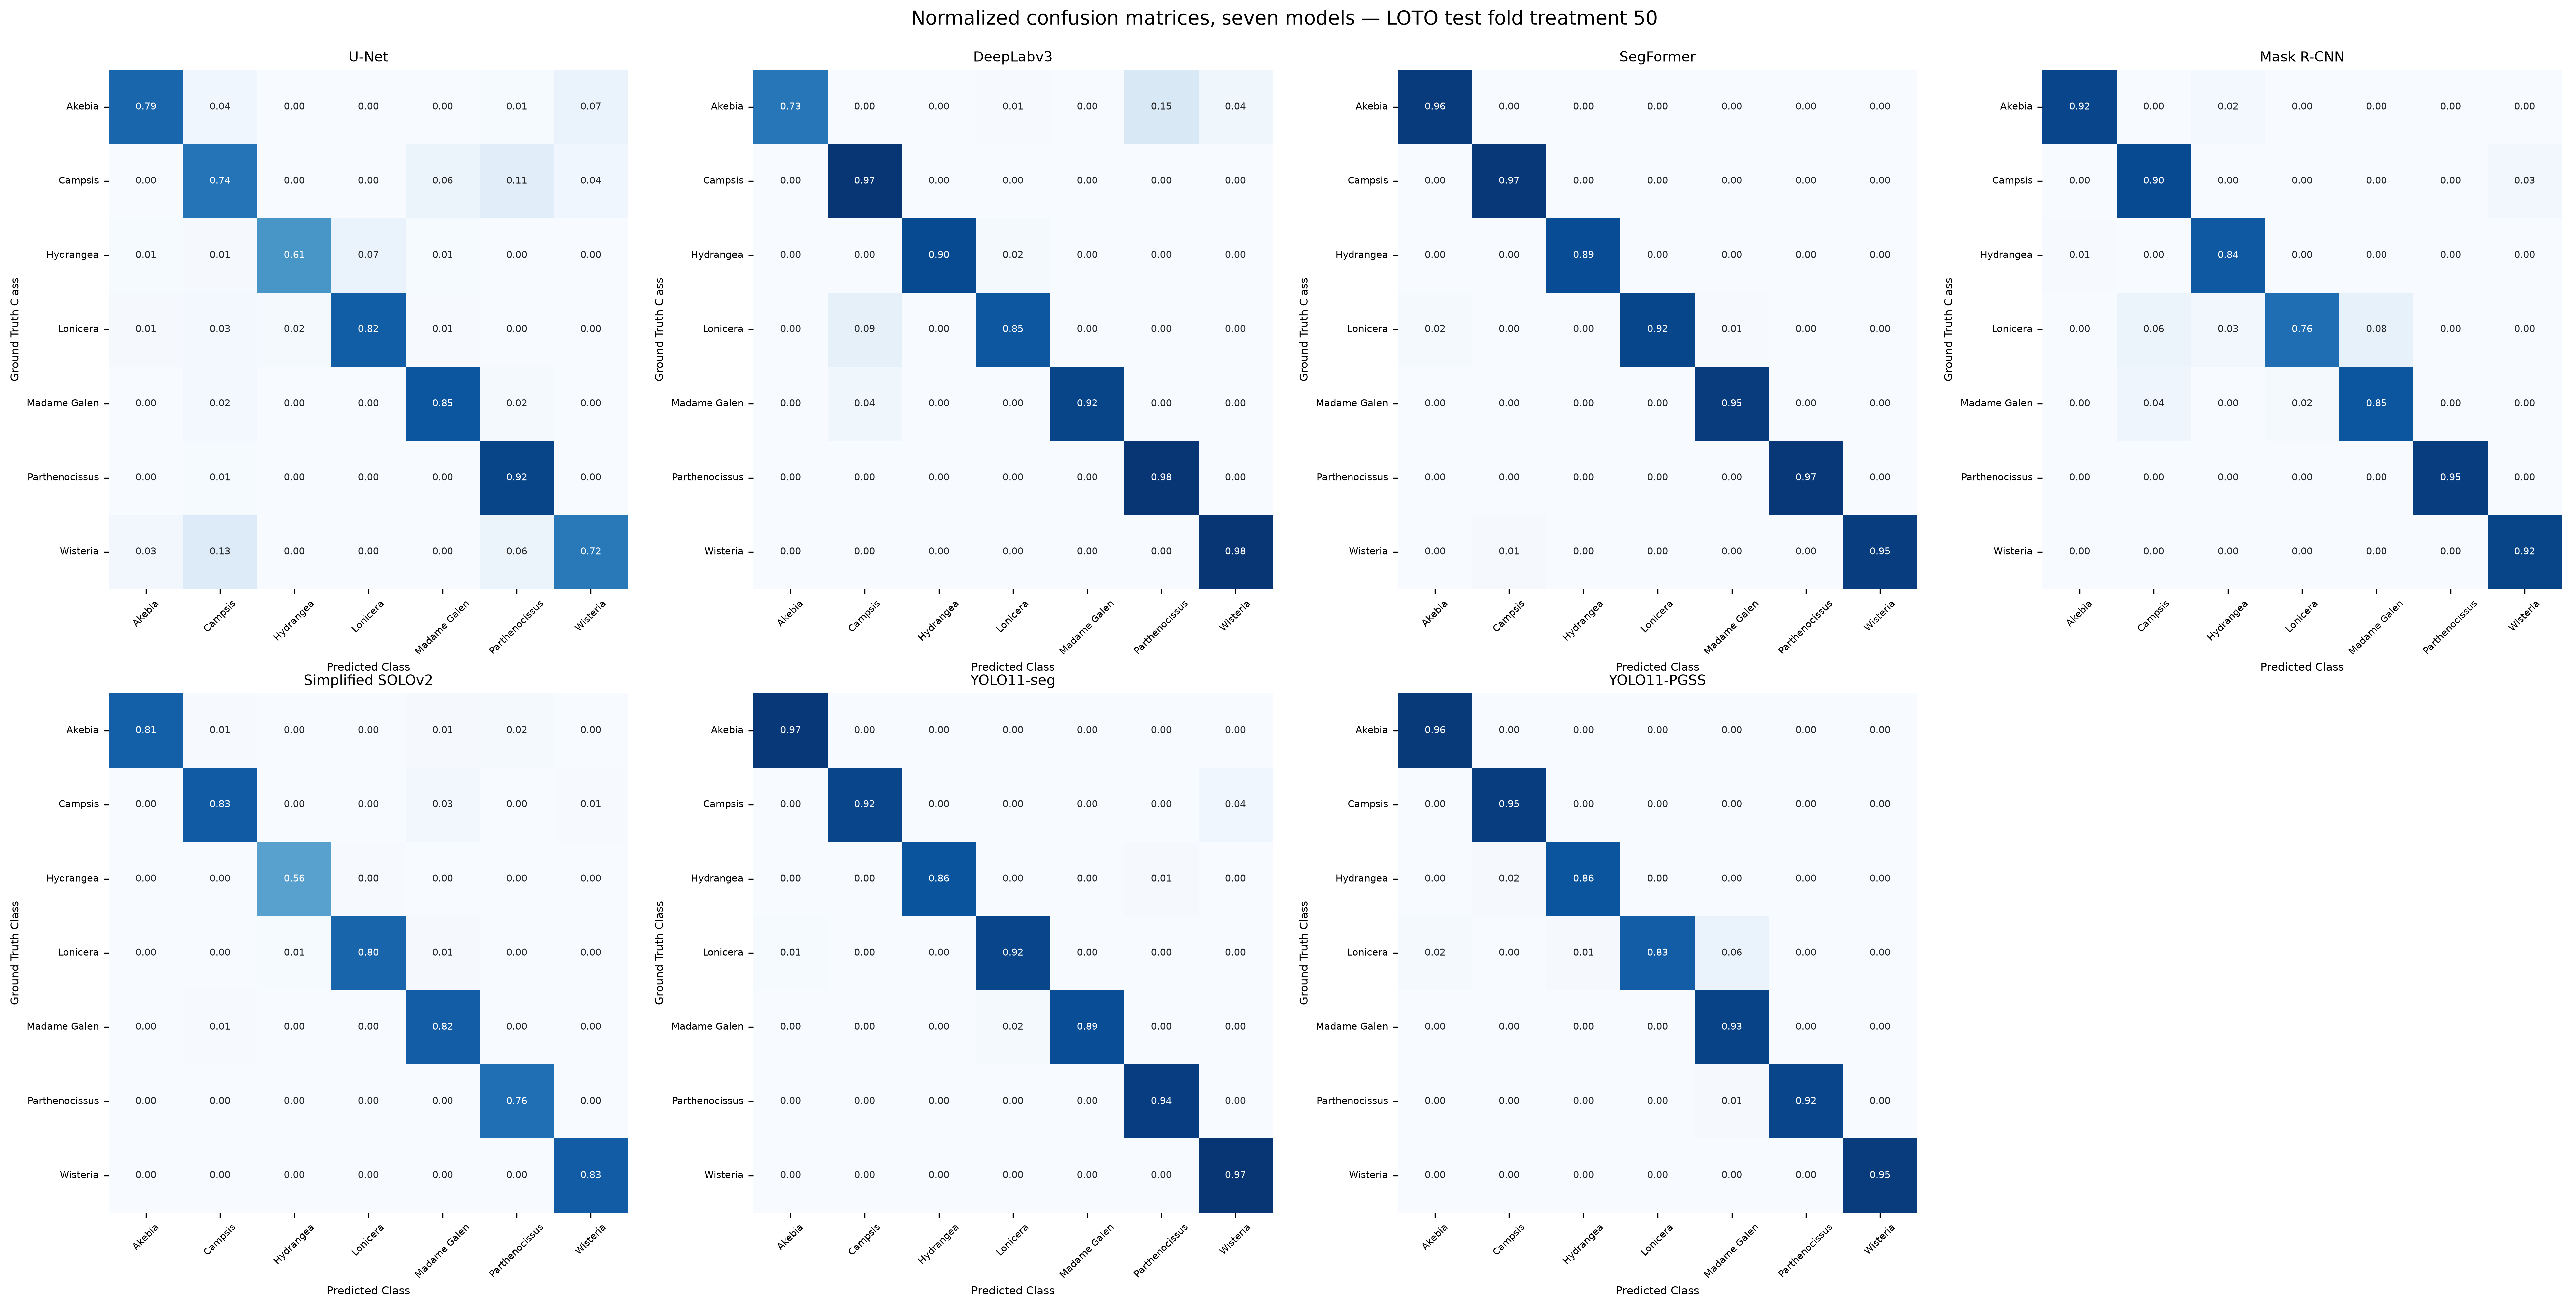 Normalized confusion matrices, seven models — LOTO test fold treatment 50
U-Net
Ground Truth Class
Akebia 0.79 0.04 0.00 0.00 0.00 0.01 0.07
Campsis 0.00 0.74 0.00 0.00 0.06 0.11 0.04
Hydrangea 0.01 0.01 0.61 0.07 0.01 0.00 0.00
Lonicera 0.01 0.03 0.02 0.82 0.01 0.00 0.00
Madame Galen 0.00 0.02 0.00 0.00 0.85 0.02 0.00
Parthenocissus 0.00 0.01 0.00 0.00 0.00 0.92 0.00
Wisteria 0.03 0.13 0.00 0.00 0.00 0.06 0.72
Akebia Campsis Hydrangea Lonicera Madame Galen Parthenocissus Wisteria
Predicted Class
DeepLabv3
Ground Truth Class
Akebia 0.73 0.00 0.00 0.01 0.00 0.15 0.04
Campsis 0.00 0.97 0.00 0.00 0.00 0.00 0.00
Hydrangea 0.00 0.00 0.90 0.02 0.00 0.00 0.00
Lonicera 0.00 0.09 0.00 0.85 0.00 0.00 0.00
Madame Galen 0.00 0.04 0.00 0.00 0.92 0.00 0.00
Parthenocissus 0.00 0.00 0.00 0.00 0.00 0.98 0.00
Wisteria 0.00 0.00 0.00 0.00 0.00 0.00 0.98
Akebia Campsis Hydrangea Lonicera Madame Galen Parthenocissus Wisteria
Predicted Class
SegFormer
Ground Truth Class
Akebia 0.96 0.00 0.00 0.00 0.00 0.00 0.00
Campsis 0.00 0.97 0.00 0.00 0.00 0.00 0.00
Hydrangea 0.00 0.00 0.89 0.00 0.00 0.00 0.00
Lonicera 0.02 0.00 0.00 0.92 0.01 0.00 0.00
Madame Galen 0.00 0.00 0.00 0.00 0.95 0.00 0.00
Parthenocissus 0.00 0.00 0.00 0.00 0.00 0.97 0.00
Wisteria 0.00 0.01 0.00 0.00 0.00 0.00 0.95
Akebia Campsis Hydrangea Lonicera Madame Galen Parthenocissus Wisteria
Predicted Class
Mask R-CNN
Ground Truth Class
Akebia 0.92 0.00 0.02 0.00 0.00 0.00 0.00
Campsis 0.00 0.90 0.00 0.00 0.00 0.00 0.03
Hydrangea 0.01 0.00 0.84 0.00 0.00 0.00 0.00
Lonicera 0.00 0.06 0.03 0.76 0.08 0.00 0.00
Madame Galen 0.00 0.04 0.00 0.02 0.85 0.00 0.00
Parthenocissus 0.00 0.00 0.00 0.00 0.00 0.95 0.00
Wisteria 0.00 0.00 0.00 0.00 0.00 0.00 0.92
Akebia Campsis Hydrangea Lonicera Madame Galen Parthenocissus Wisteria
Predicted Class
Simplified SOLOv2
Ground Truth Class
Akebia 0.81 0.01 0.00 0.00 0.01 0.02 0.00
Campsis 0.00 0.83 0.00 0.00 0.03 0.00 0.01
Hydrangea 0.00 0.00 0.56 0.00 0.00 0.00 0.00
Lonicera 0.00 0.00 0.01 0.80 0.01 0.00 0.00
Madame Galen 0.00 0.01 0.00 0.00 0.82 0.00 0.00
Parthenocissus 0.00 0.00 0.00 0.00 0.00 0.76 0.00
Wisteria 0.00 0.00 0.00 0.00 0.00 0.00 0.83
Akebia Campsis Hydrangea Lonicera Madame Galen Parthenocissus Wisteria
Predicted Class
YOLO11-seg
Ground Truth Class
Akebia 0.97 0.00 0.00 0.00 0.00 0.00 0.00
Campsis 0.00 0.92 0.00 0.00 0.00 0.00 0.04
Hydrangea 0.00 0.00 0.86 0.00 0.00 0.01 0.00
Lonicera 0.01 0.00 0.00 0.92 0.00 0.00 0.00
Madame Galen 0.00 0.00 0.00 0.02 0.89 0.00 0.00
Parthenocissus 0.00 0.00 0.00 0.00 0.00 0.94 0.00
Wisteria 0.00 0.00 0.00 0.00 0.00 0.00 0.97
Akebia Campsis Hydrangea Lonicera Madame Galen Parthenocissus Wisteria
Predicted Class
YOLO11-PGSS
Ground Truth Class
Akebia 0.96 0.00 0.00 0.00 0.00 0.00 0.00
Campsis 0.00 0.95 0.00 0.00 0.00 0.00 0.00
Hydrangea 0.00 0.02 0.86 0.00 0.00 0.00 0.00
Lonicera 0.02 0.00 0.01 0.83 0.06 0.00 0.00
Madame Galen 0.00 0.00 0.00 0.00 0.93 0.00 0.00
Parthenocissus 0.00 0.00 0.00 0.00 0.01 0.92 0.00
Wisteria 0.00 0.00 0.00 0.00 0.00 0.00 0.95
Akebia Campsis Hydrangea Lonicera Madame Galen Parthenocissus Wisteria
Predicted Class